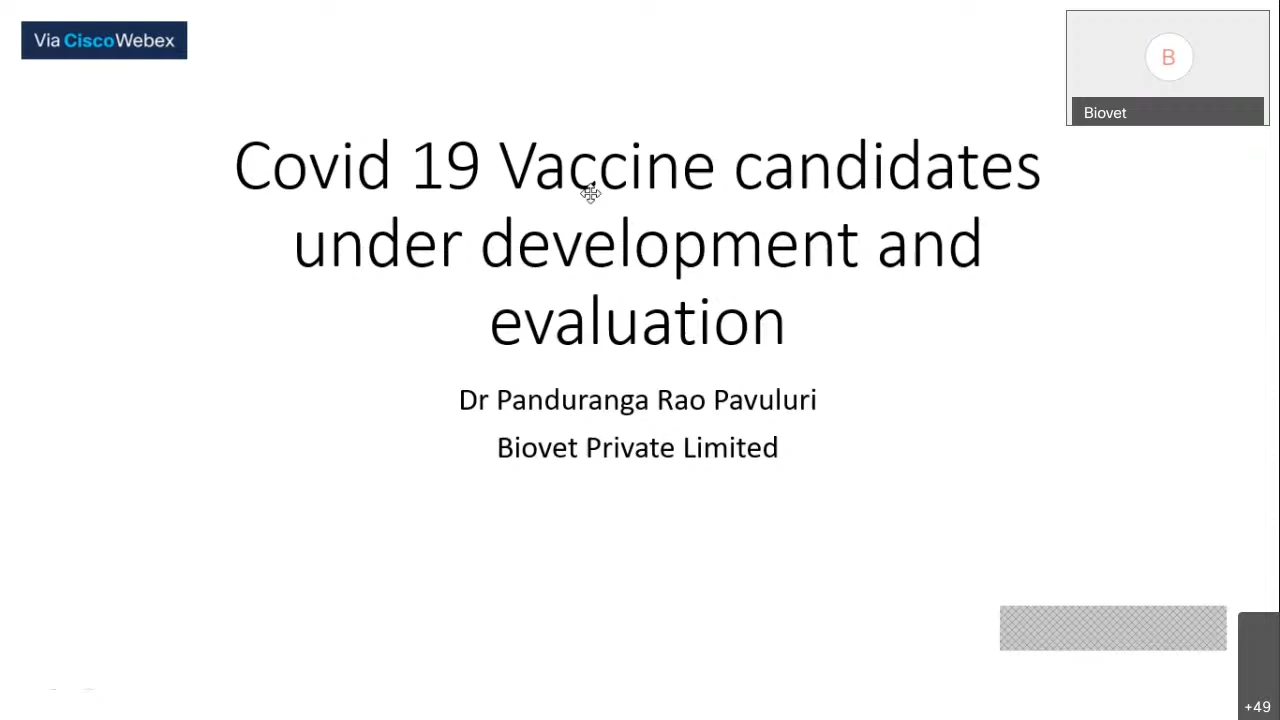 Via CiscoWebex
B
Biovet
Covid 19 Vaccine candidates
under development and
evaluation
Dr Panduranga Rao Pavuluri
Biovet Private Limited
+49